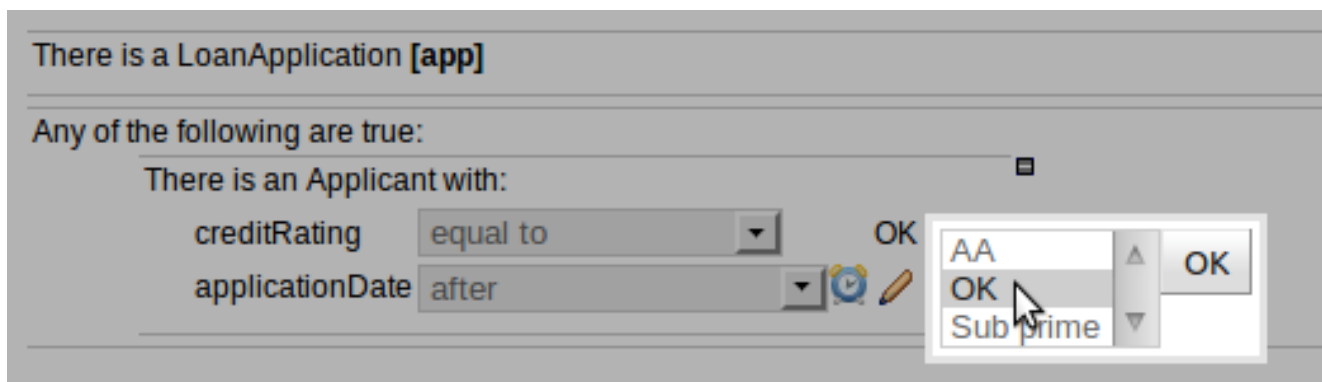 There is a LoanApplication [app]
Any of the following are true:
There is an Applicant with:
creditRating equal to OK
AA
OK
Sub prime
OK
applicationDate after